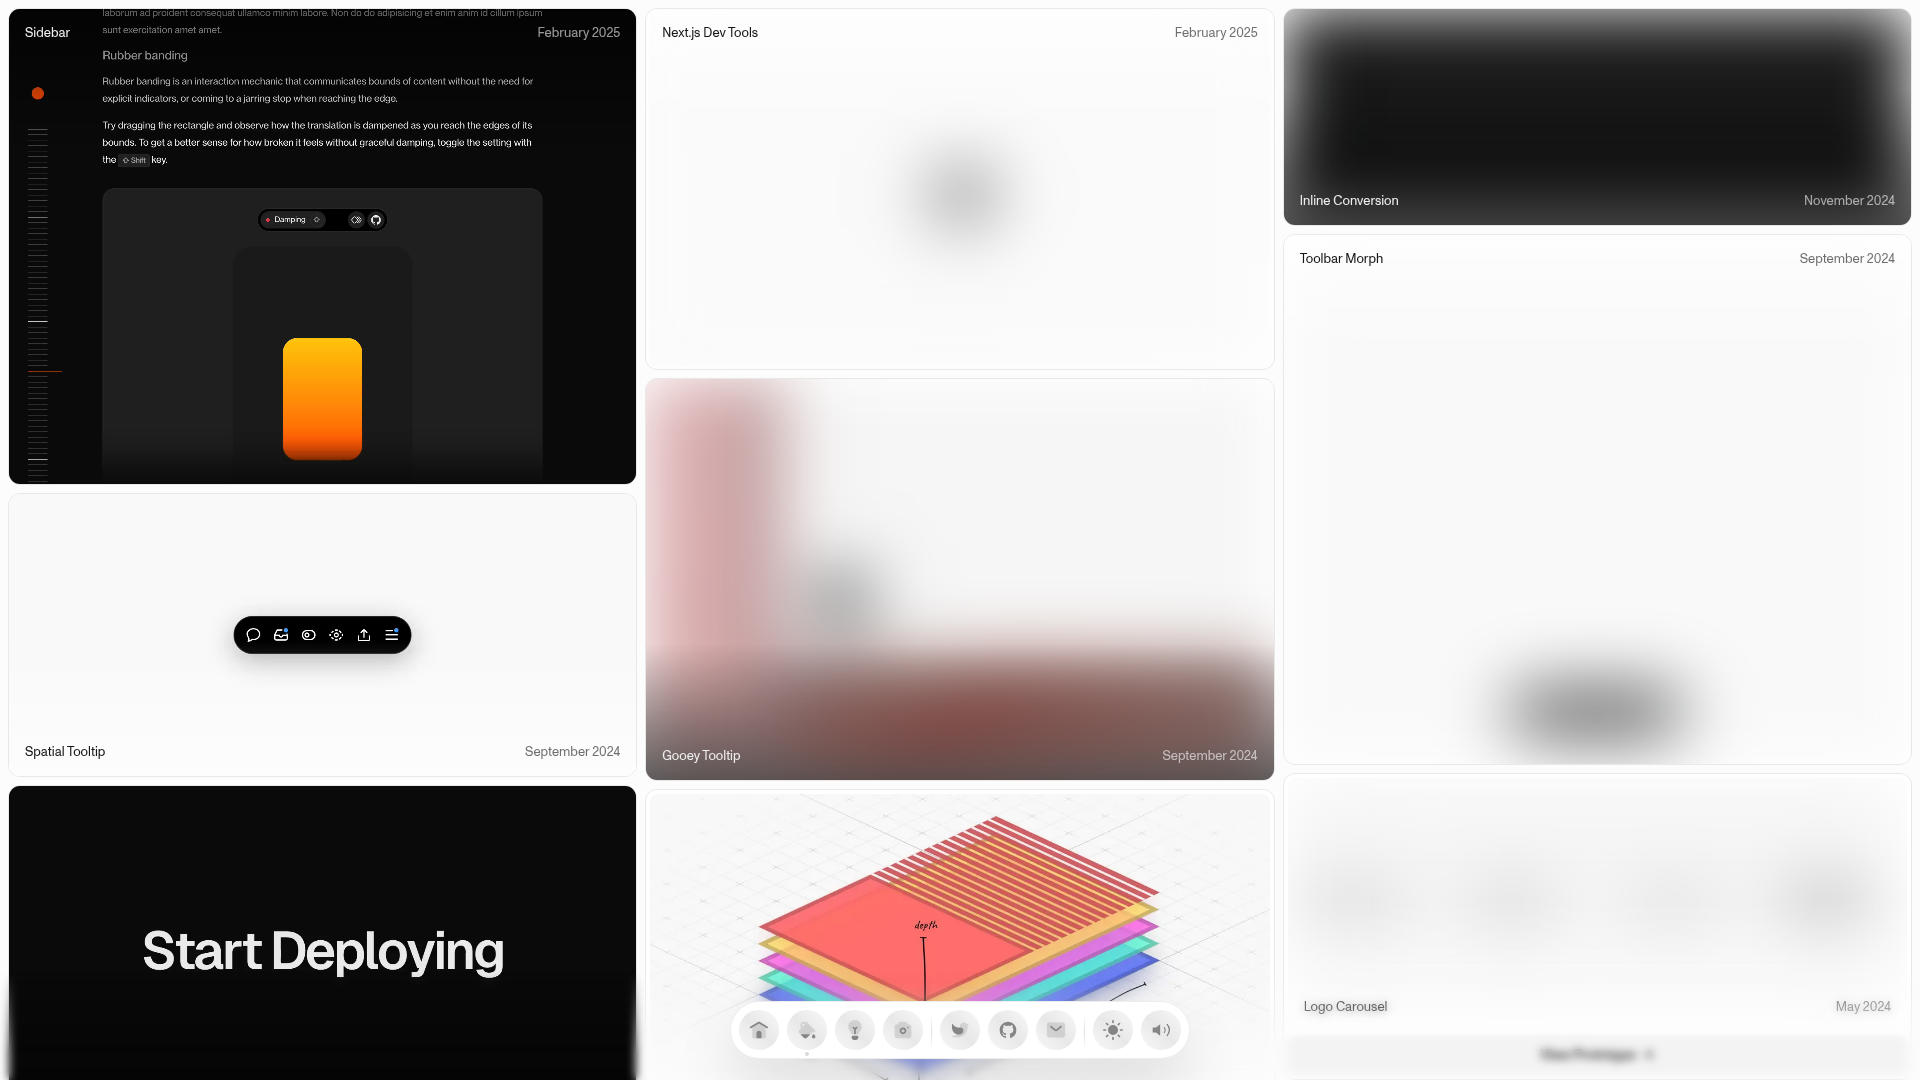 laborum ad proident consequat ullamco minim labore. Non do do adipisicing et enim anim id cillum ipsum
sunt exercitation amet amet.
Sidebar
February 2025
Rubber banding
Rubber banding is an interaction mechanic that communicates bounds of content without the need for
explicit indicators, or coming to a jarring stop when reaching the edge.
Try dragging the rectangle and observe how the translation is dampened as you reach the edges of its
bounds. To get a better sense for how broken it feels without graceful damping, toggle the setting with
the ⇧ Shift key.
Damping
Spatial Tooltip
September 2024
Start Deploying
Next.js Dev Tools
February 2025
Gooey Tooltip
September 2024
depth
Inline Conversion
November 2024
Toolbar Morph
September 2024
Logo Carousel
May 2024